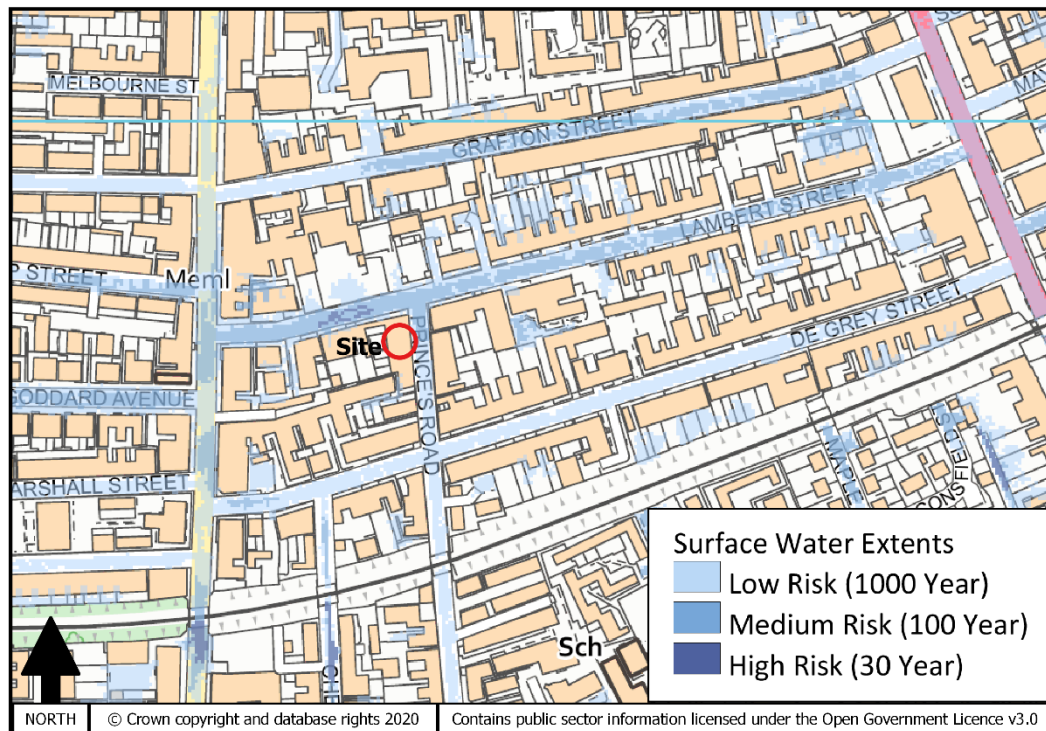 MELBOURNE ST
GRAFTON STREET
LAMBERT STREET
P STREET
Meml
DE GREY STREET
Site
PRINCE'S ROAD
GODDARD AVENUE
ARSHALL STREET
Sch
Surface Water Extents
Low Risk (1000 Year)
Medium Risk (100 Year)
High Risk (30 Year)
NORTH
© Crown copyright and database rights 2020
Contains public sector information licensed under the Open Government Licence v3.0